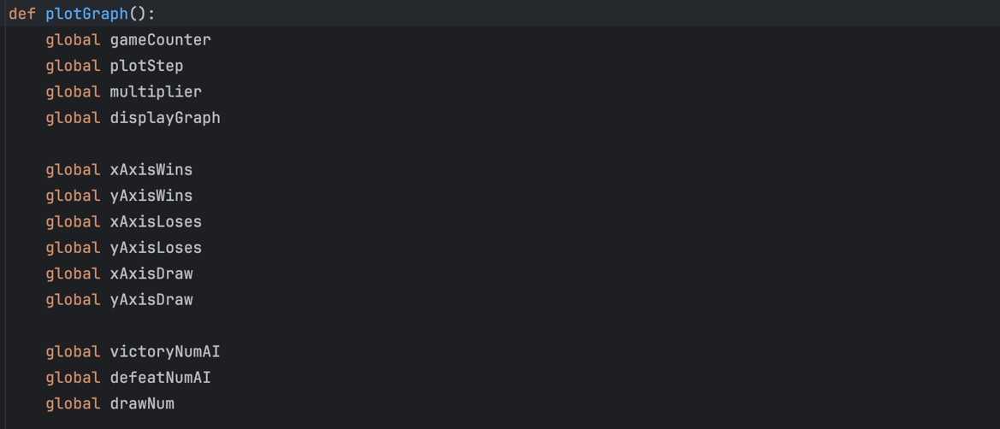 def plotGraph():
    global gameCounter
    global plotStep
    global multiplier
    global displayGraph

    global xAxisWins
    global yAxisWins
    global xAxisLoses
    global yAxisLoses
    global xAxisDraw
    global yAxisDraw

    global victoryNumAI
    global defeatNumAI
    global drawNum